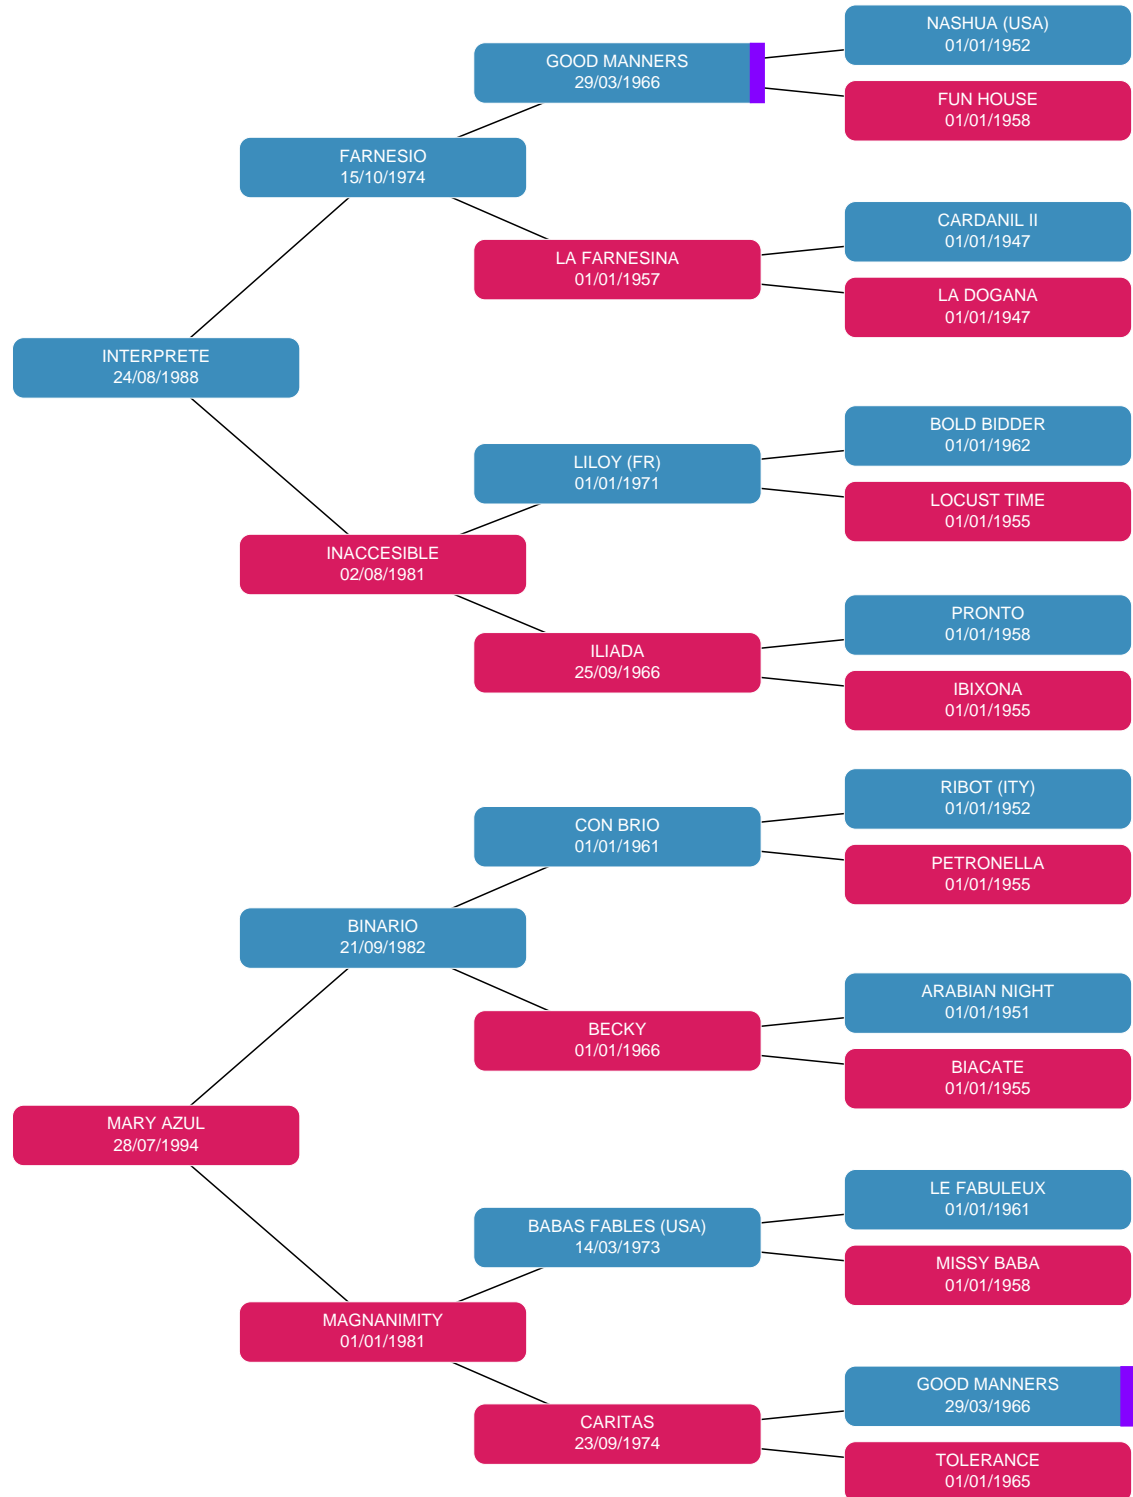 NASHUA (USA)
01/01/1952
GOOD MANNERS
29/03/1966
FUN HOUSE
01/01/1958
FARNESIO
15/10/1974
CARDANIL II
01/01/1947
LA FARNESINA
01/01/1957
LA DOGANA
01/01/1947
INTERPRETE
24/08/1988
BOLD BIDDER
01/01/1962
LILOY (FR)
01/01/1971
LOCUST TIME
01/01/1955
INACCESIBLE
02/08/1981
PRONTO
01/01/1958
ILIADA
25/09/1966
IBIXONA
01/01/1955
RIBOT (ITY)
01/01/1952
CON BRIO
01/01/1961
PETRONELLA
01/01/1955
BINARIO
21/09/1982
ARABIAN NIGHT
01/01/1951
BECKY
01/01/1966
BIACATE
01/01/1955
MARY AZUL
28/07/1994
LE FABULEUX
01/01/1961
BABAS FABLES (USA)
14/03/1973
MISSY BABA
01/01/1958
MAGNANIMITY
01/01/1981
GOOD MANNERS
29/03/1966
CARITAS
23/09/1974
TOLERANCE
01/01/1965